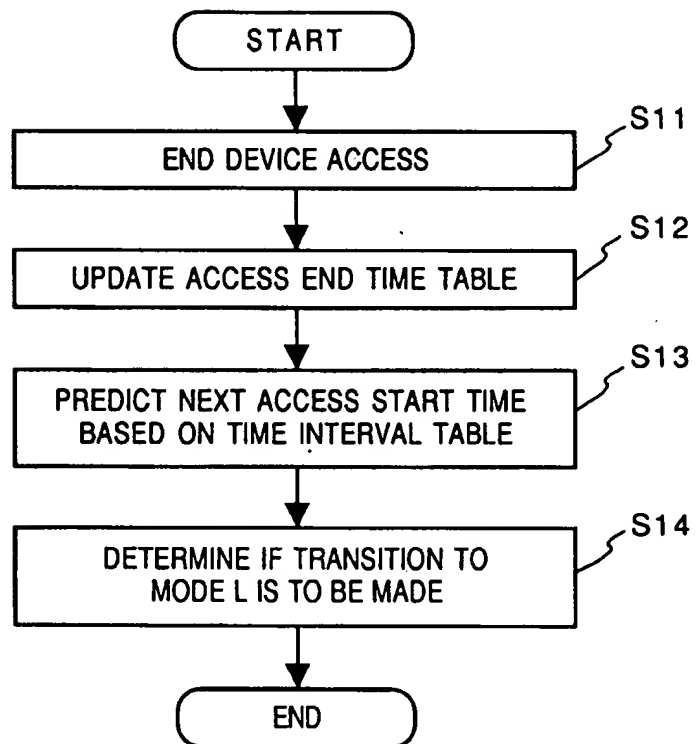 START
S11
END DEVICE ACCESS
S12
UPDATE ACCESS END TIME TABLE
S13
PREDICT NEXT ACCESS START TIME
BASED ON TIME INTERVAL TABLE
S14
DETERMINE IF TRANSITION TO
MODE L IS TO BE MADE
END